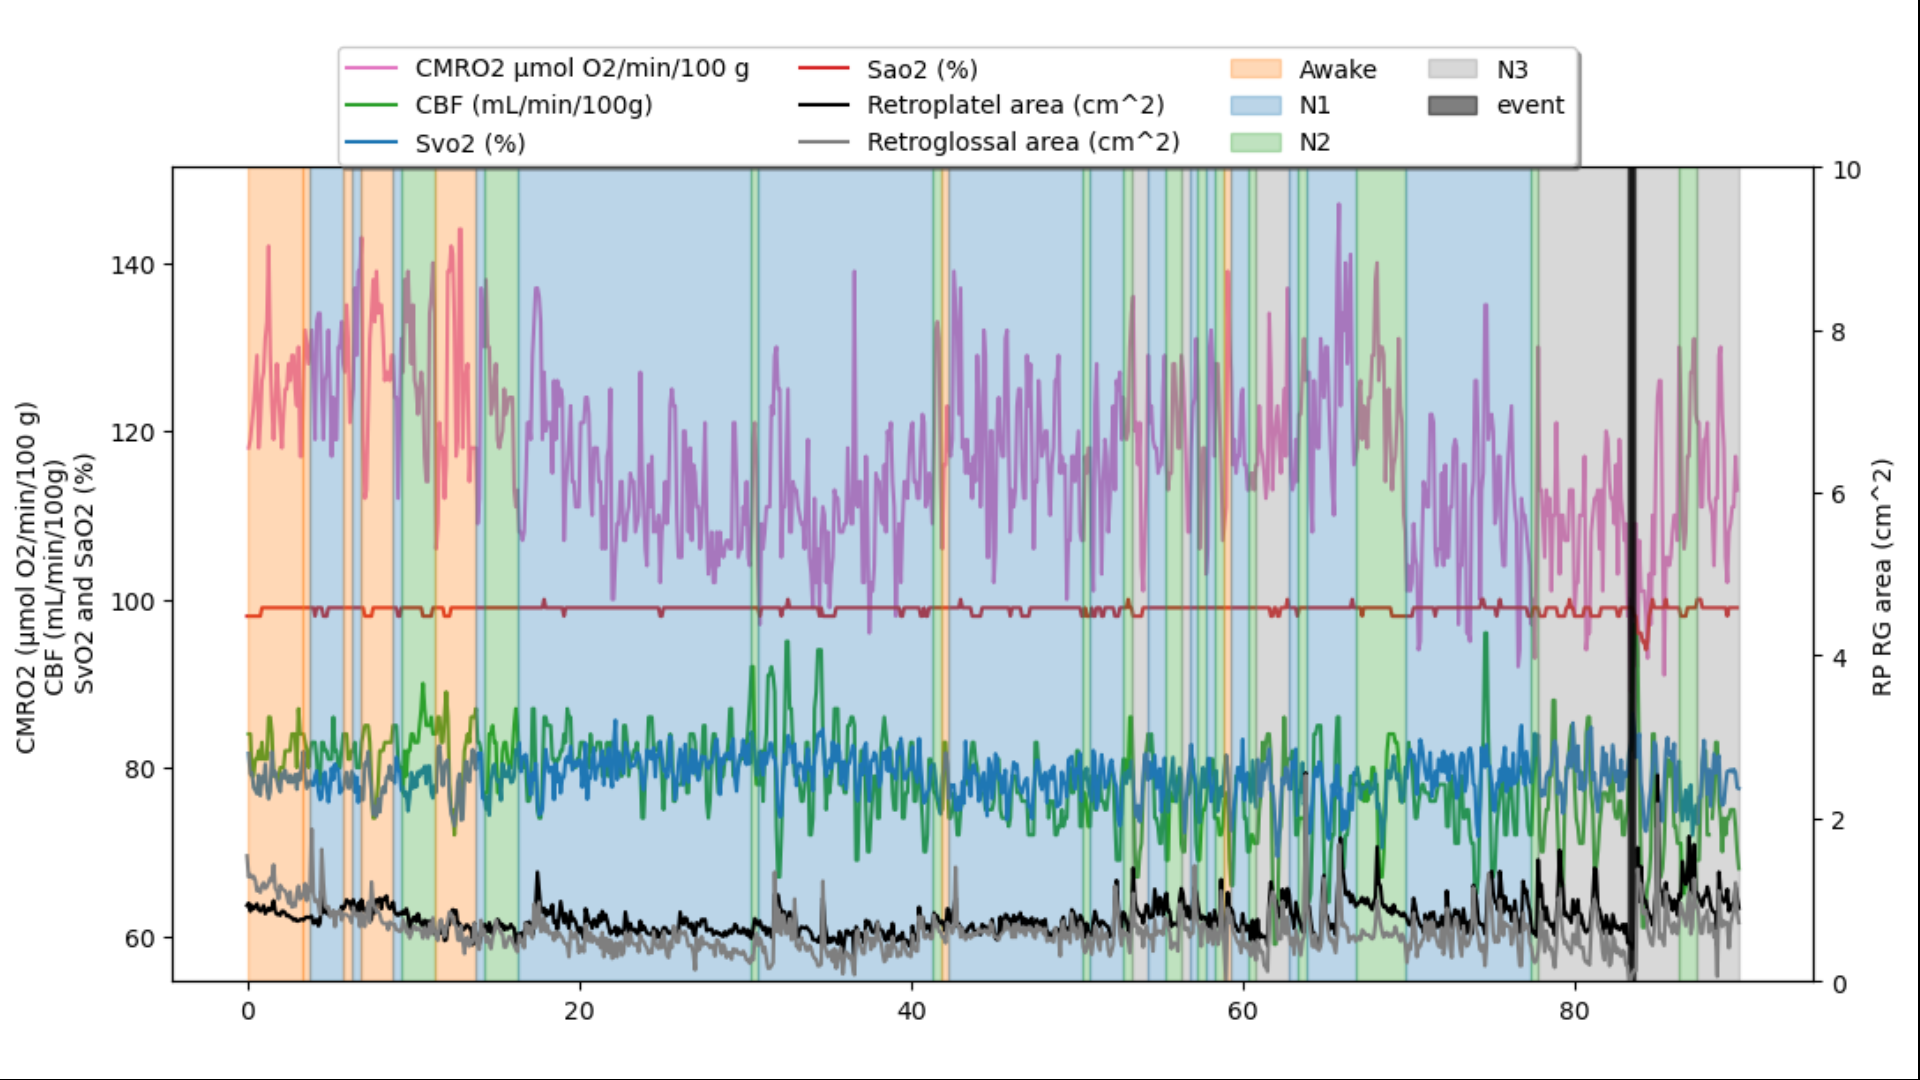 CMRO2 μmol O2/min/100 g
CBF (mL/min/100g)
Svo2 (%)
Sao2 (%)
Retroplatel area (cm^2)
Retroglossal area (cm^2)
Awake
N1
N2
N3
event
CMRO2 (μmol O2/min/100 g)
CBF (mL/min/100g)
SvO2 and SaO2 (%)
140
120
100
80
60
10
8
6
4
2
0
RP RG area (cm^2)
0
20
40
60
80